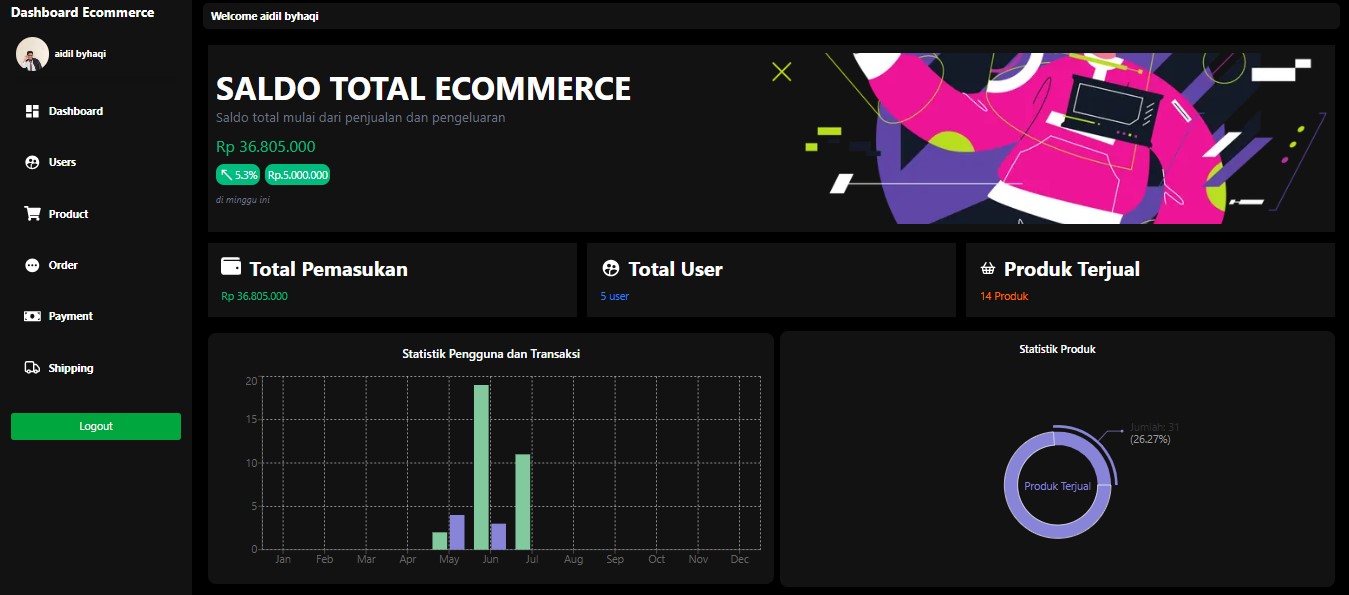 Dashboard Ecommerce
aidil byhaqi
Dashboard
Users
Product
Order
Payment
Shipping
Logout
Welcome aidil byhaqi
SALDO TOTAL ECOMMERCE
Saldo total mulai dari penjualan dan pengeluaran
Rp 36.805.000
5.3% Rp.5.000.000
di minggu ini
Total Pemasukan
Rp 36.805.000
Total User
5 user
Produk Terjual
14 Produk
Statistik Pengguna dan Transaksi
20
15
10
5
0
Jan Feb Mar Apr May Jun Jul Aug Sep Oct Nov Dec
Statistik Produk
Jumlah: 31
(26.27%)
Produk Terjual